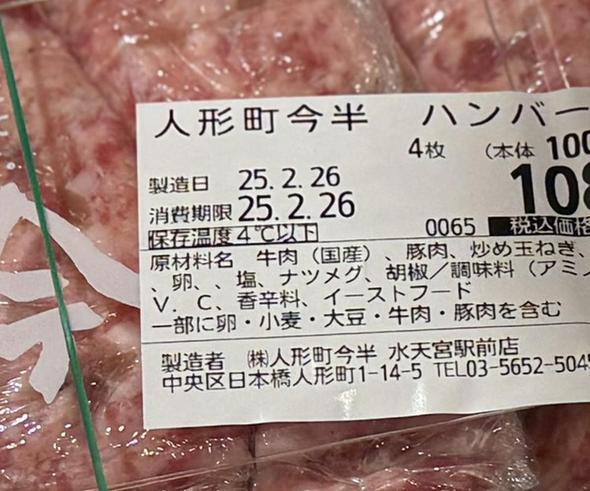 人形町今半 ハンバー
4枚 (本体 100
製造日 25.2.26
108
消費期限 25.2.26
保存温度4℃以下 0065 税込価格
原材料名 牛肉(国産)、豚肉、炒め玉ねぎ、
、卵、、塩、ナツメグ、胡椒/調味料(アミノ
V.C、香辛料、イーストフード
一部に卵・小麦・大豆・牛肉・豚肉を含む
製造者 ㈱人形町今半 水天宮駅前店
中央区日本橋人形町1-14-5 TEL03-5652-5045